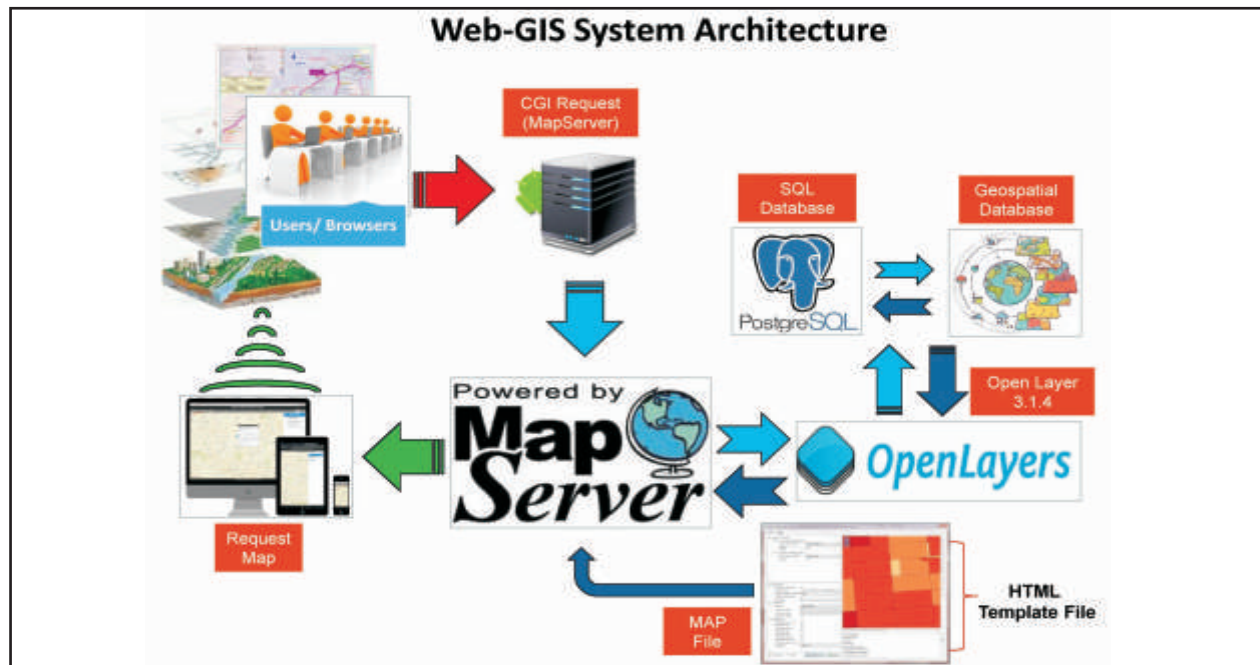 Web-GIS System Architecture
CGI Request
(MapServer)
Users/ Browsers
SQL
Database
Geospatial
Database
PostgreSQL
Open Layer
3.1.4
Powered by
Map
Server
OpenLayers
Request
Map
MAP
File
HTML
Template File